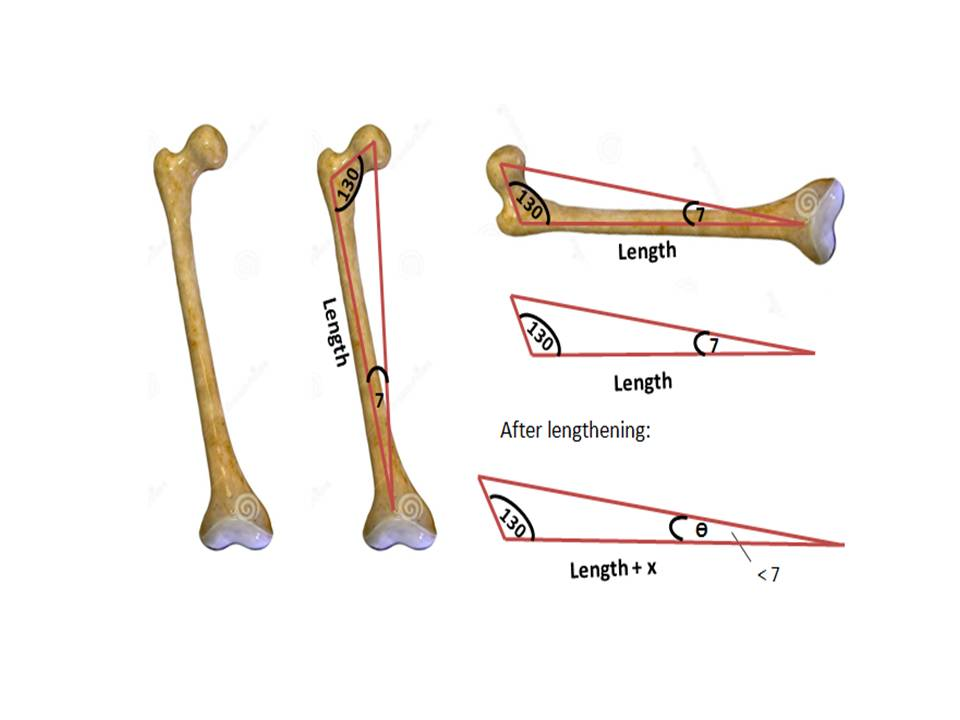 130
Length
7
130
7
Length
130
7
Length
After lengthening:
130
θ
Length + x
< 7